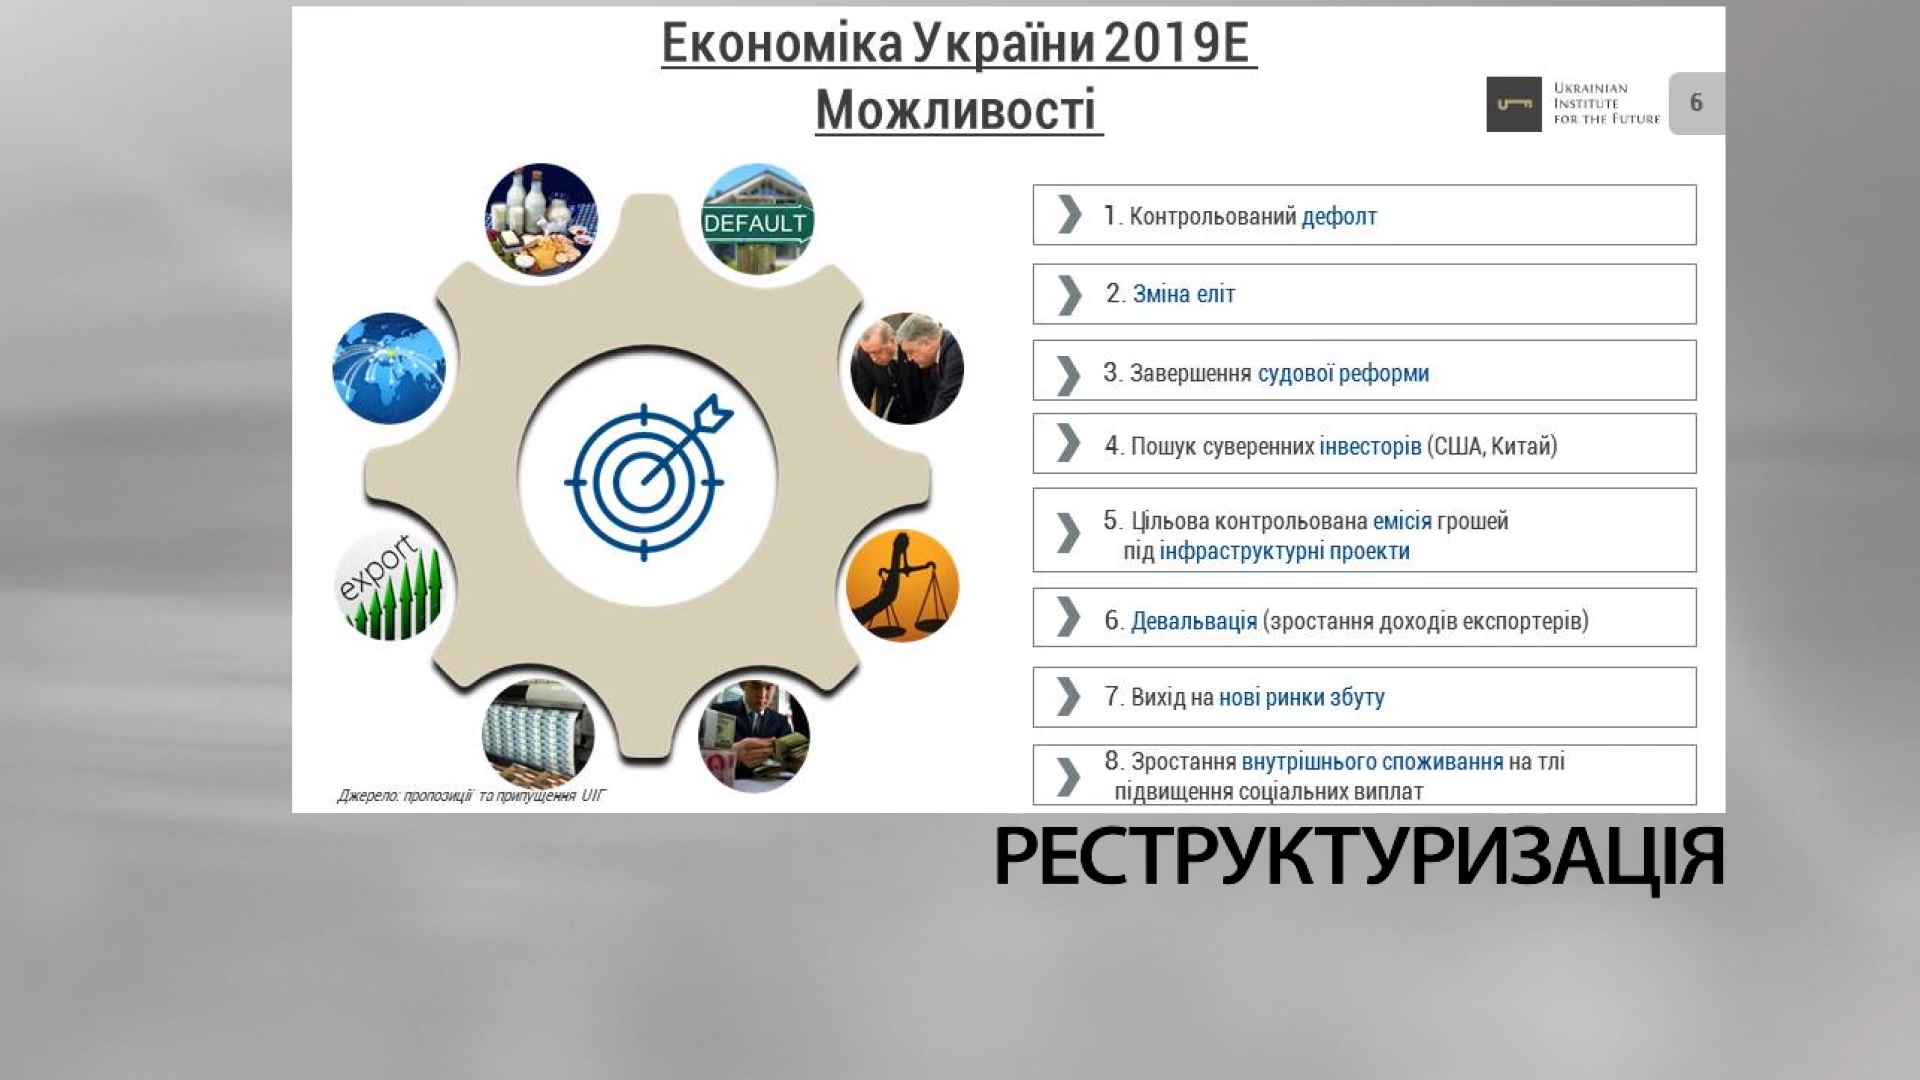 Економіка України 2019E
Можливості
UKRAINIAN
INSTITUTE
FOR THE FUTURE
6
DEFAULT
export
1. Контрольований дефолт
2. Зміна еліт
3. Завершення судової реформи
4. Пошук суверенних інвесторів (США, Китай)
5. Цільова контрольована емісія грошей
під інфраструктурні проекти
6. Девальвація (зростання доходів експортерів)
7. Вихід на нові ринки збуту
8. Зростання внутрішнього споживання на тлі
підвищення соціальних виплат
Джерело: пропозиції та припущення UIГ
РЕСТРУКТУРИЗАЦІЯ